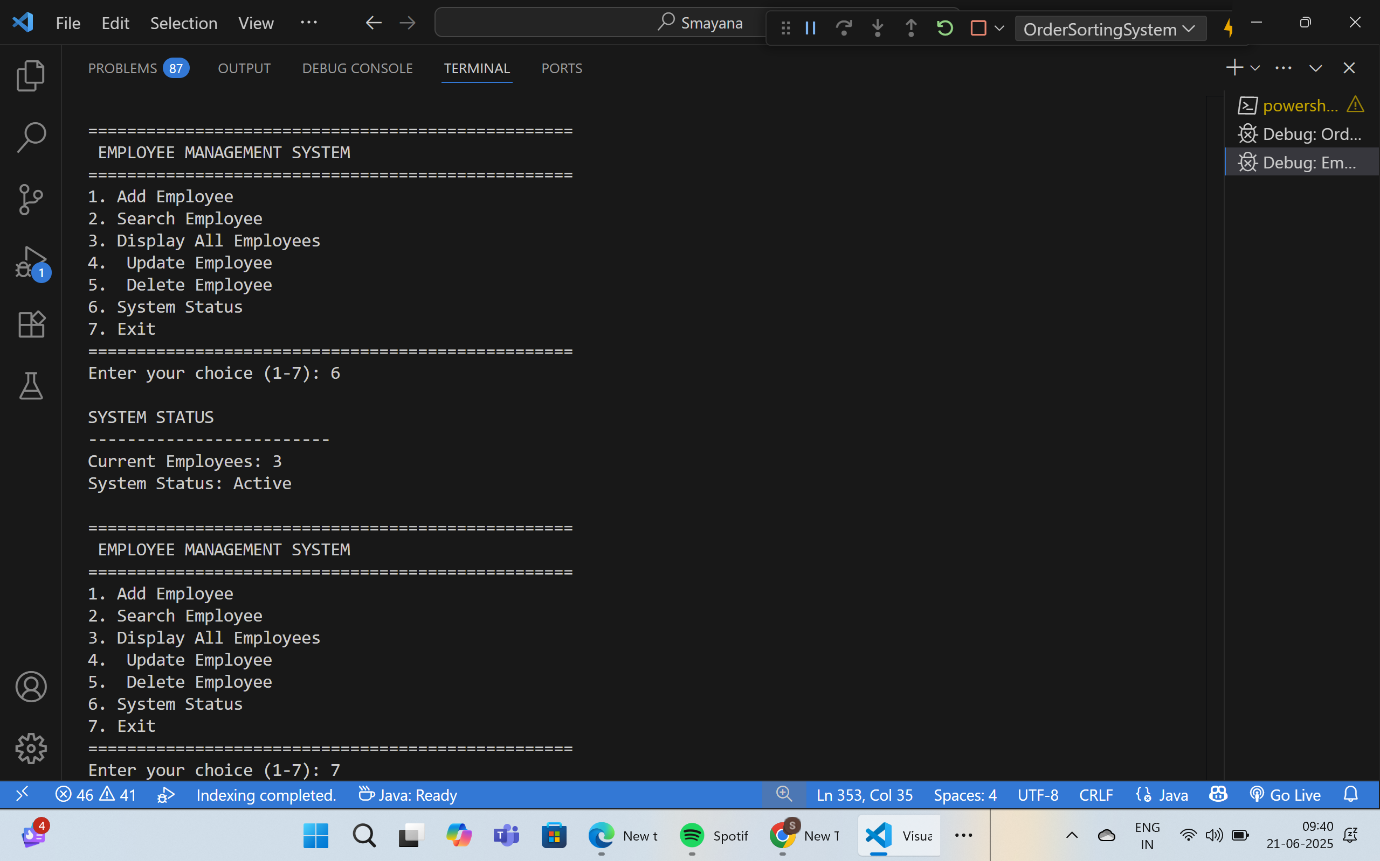 File Edit Selection View ··· Smayana OrderSortingSystem
PROBLEMS 87 OUTPUT DEBUG CONSOLE TERMINAL PORTS
powersh...
Debug: Ord...
Debug: Em...
==================================================
EMPLOYEE MANAGEMENT SYSTEM
==================================================
1. Add Employee
2. Search Employee
3. Display All Employees
4.  Update Employee
5.  Delete Employee
6. System Status
7. Exit
==================================================
Enter your choice (1-7): 6
SYSTEM STATUS
-------------------------
Current Employees: 3
System Status: Active
==================================================
EMPLOYEE MANAGEMENT SYSTEM
==================================================
1. Add Employee
2. Search Employee
3. Display All Employees
4.  Update Employee
5.  Delete Employee
6. System Status
7. Exit
==================================================
Enter your choice (1-7): 7
1
46 41 Indexing completed. Java: Ready Ln 353, Col 35 Spaces: 4 UTF-8 CRLF Java Go Live
4 New t Spotif S New T Visua ··· ENG 09:40
IN 21-06-2025